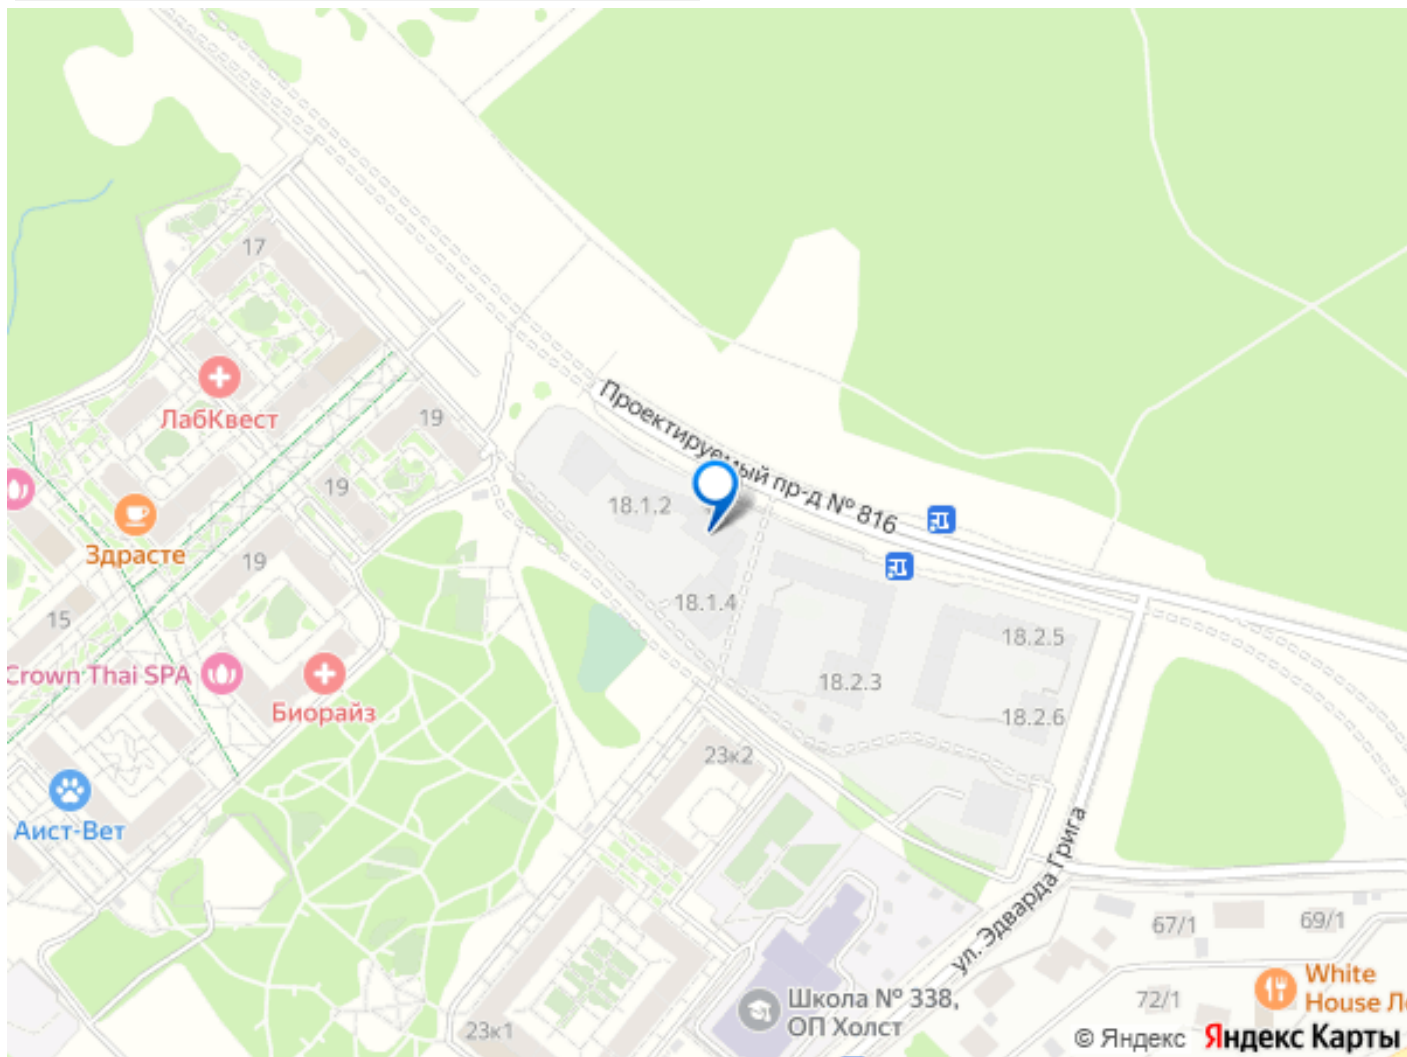 17
ЛабКвест
19
Проектируемый пр-д № 816
19
18.1.2
Здрасте
19
18.1.4
15
18.2.5
Crown Thai SPA
18.2.3
Биорайз
18.2.6
23к2
Аист-Вет
ул. Эдварда Грига
67/1
69/1
White
House Ло
Школа № 338,
ОП Холст
72/1
23к1
© Яндекс Яндекс Карты